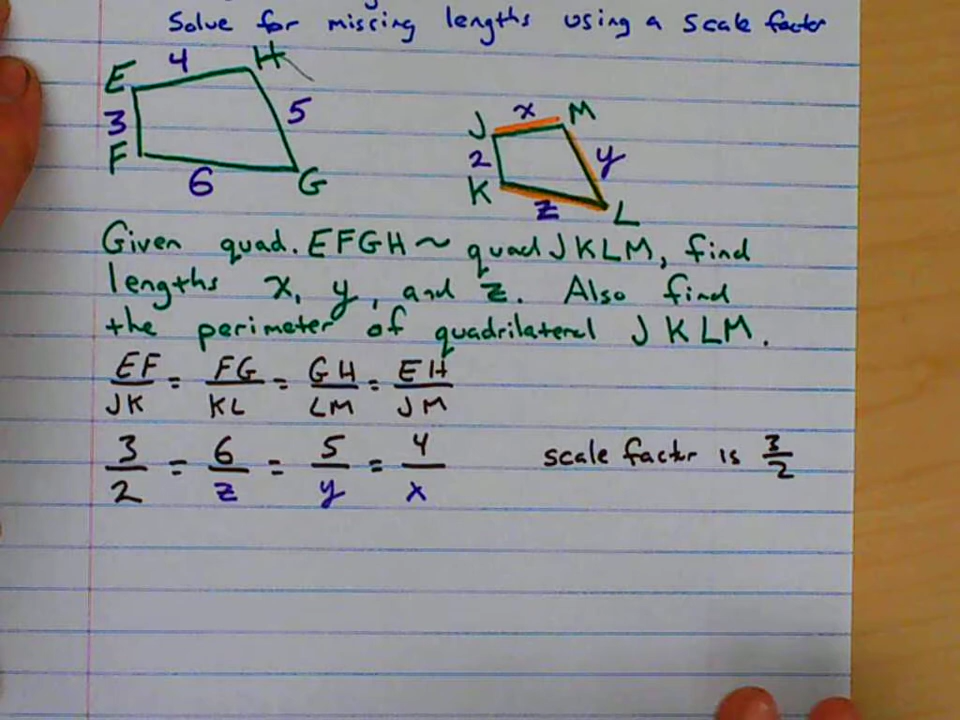 Solve for missing lengths using a scale factor
E 4 H
3 5
F 6 G
J x M
2 y
K z L
Given quad. EFGH ~ quad JKLM, find
lengths x, y, and z. Also find
the perimeter of quadrilateral JKLM.
EF/JK = FG/KL = GH/LM = EH/JM
3/2 = 6/z = 5/y = 4/x scale factor is 3/2